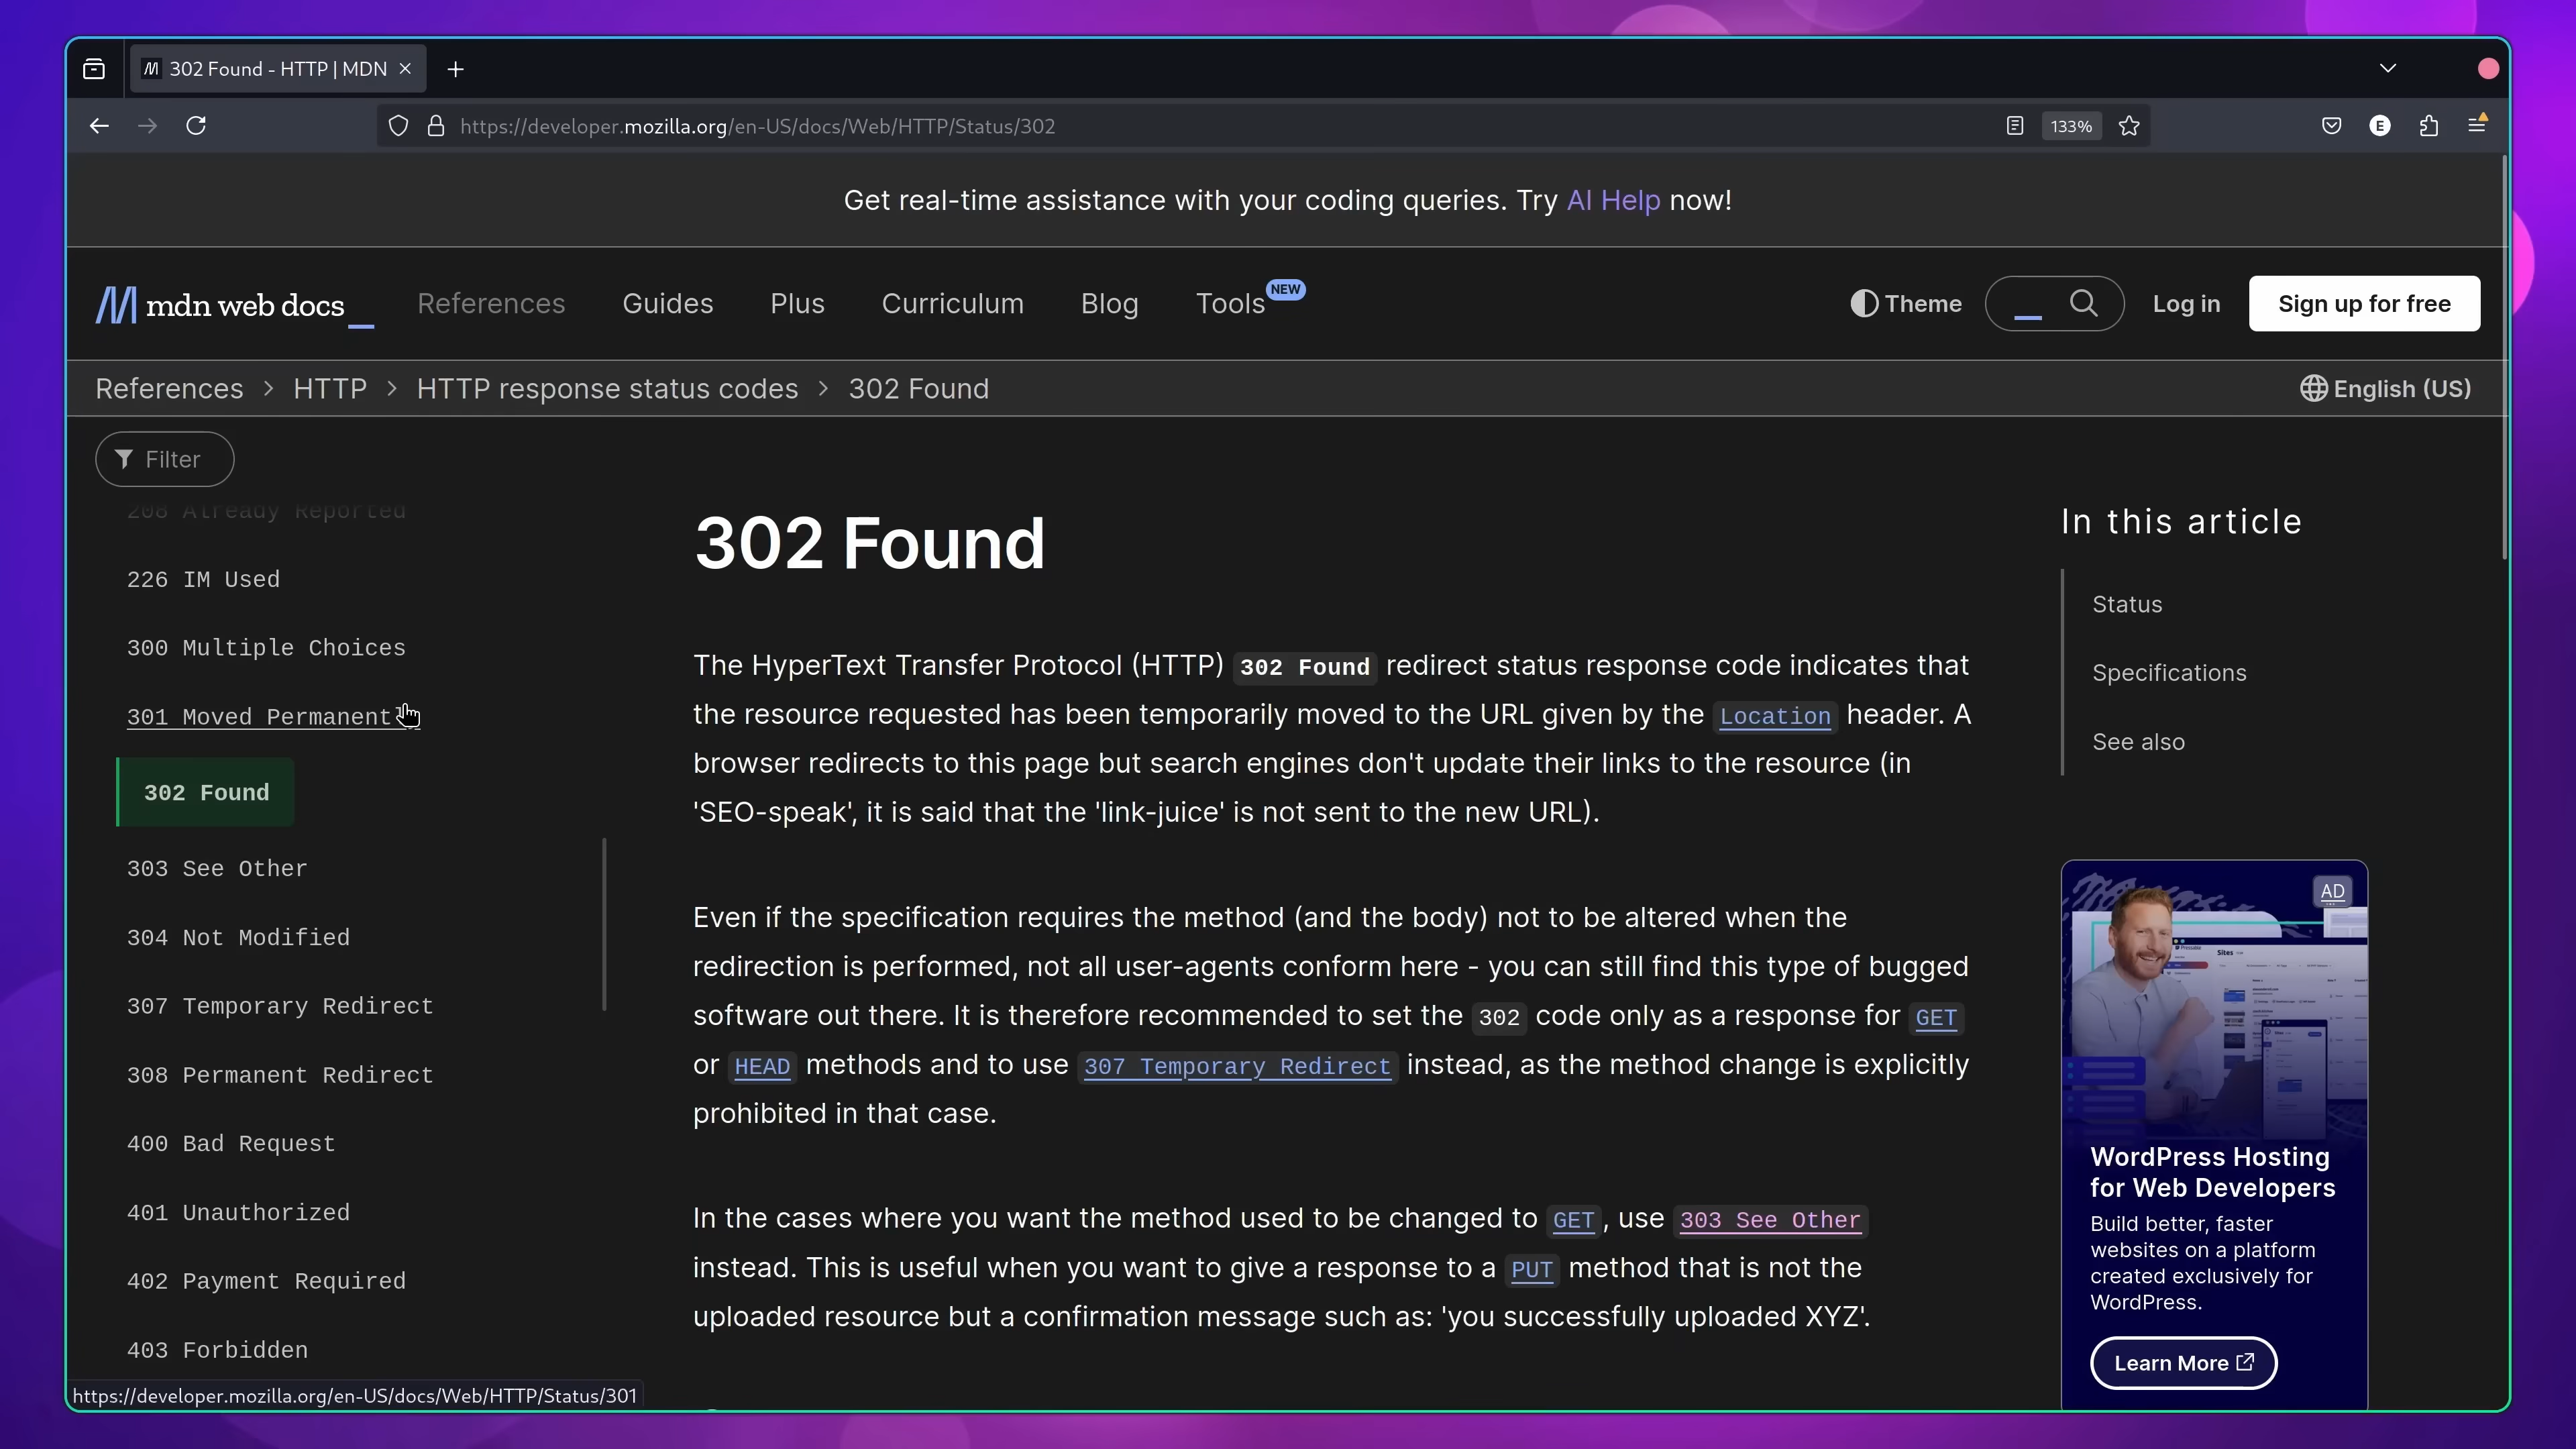 302 Found - HTTP | MDN
https://developer.mozilla.org/en-US/docs/Web/HTTP/Status/302
133%
E
Get real-time assistance with your coding queries. Try AI Help now!
mdn web docs_
References
Guides
Plus
Curriculum
Blog
Tools
NEW
Theme
Log in
Sign up for free
References > HTTP > HTTP response status codes > 302 Found
English (US)
Filter
208 Already Reported
226 IM Used
300 Multiple Choices
301 Moved Permanent
302 Found
303 See Other
304 Not Modified
307 Temporary Redirect
308 Permanent Redirect
400 Bad Request
401 Unauthorized
402 Payment Required
403 Forbidden
https://developer.mozilla.org/en-US/docs/Web/HTTP/Status/301
302 Found
The HyperText Transfer Protocol (HTTP) 302 Found redirect status response code indicates that
the resource requested has been temporarily moved to the URL given by the Location header. A
browser redirects to this page but search engines don't update their links to the resource (in
'SEO-speak', it is said that the 'link-juice' is not sent to the new URL).
Even if the specification requires the method (and the body) not to be altered when the
redirection is performed, not all user-agents conform here - you can still find this type of bugged
software out there. It is therefore recommended to set the 302 code only as a response for GET
or HEAD methods and to use 307 Temporary Redirect instead, as the method change is explicitly
prohibited in that case.
In the cases where you want the method used to be changed to GET, use 303 See Other
instead. This is useful when you want to give a response to a PUT method that is not the
uploaded resource but a confirmation message such as: 'you successfully uploaded XYZ'.
In this article
Status
Specifications
See also
AD
Sites
WordPress Hosting
for Web Developers
Build better, faster
websites on a platform
created exclusively for
WordPress.
Learn More